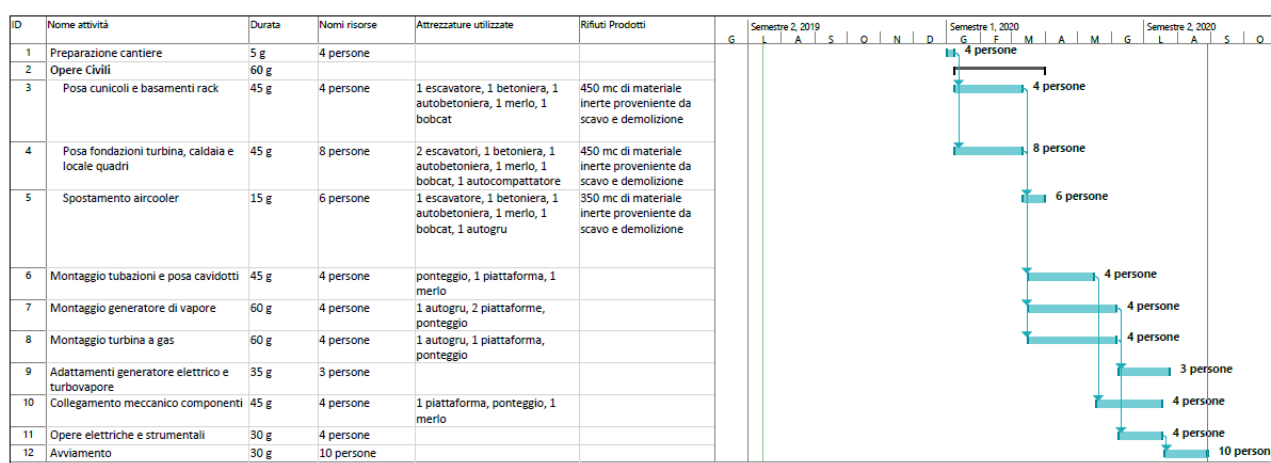 ID Nome attività Durata Nomi risorse Attrezzature utilizzate Rifiuti Prodotti
Semestre 2, 2019 Semestre 1, 2020 Semestre 2, 2020
G L A S O N D G F M A M G L A S O
1 Preparazione cantiere 5 g 4 persone
4 persone
2 Opere Civili 60 g
3 Posa cunicoli e basamenti rack 45 g 4 persone 1 escavatore, 1 betoniera, 1 450 mc di materiale
autobetoniera, 1 merlo, 1 inerte proveniente da
bobcat scavo e demolizione
4 persone
4 Posa fondazioni turbina, caldaia e 45 g 8 persone 2 escavatori, 1 betoniera, 1 450 mc di materiale
locale quadri autobetoniera, 1 merlo, 1 inerte proveniente da
bobcat, 1 autocompattatore scavo e demolizione
8 persone
5 Spostamento aircooler 15 g 6 persone 1 escavatore, 1 betoniera, 1 350 mc di materiale
autobetoniera, 1 merlo, 1 inerte proveniente da
bobcat, 1 autogru scavo e demolizione
6 persone
6 Montaggio tubazioni e posa cavidotti 45 g 4 persone ponteggio, 1 piattaforma, 1
merlo
4 persone
7 Montaggio generatore di vapore 60 g 4 persone 1 autogru, 2 piattaforme,
ponteggio
4 persone
8 Montaggio turbina a gas 60 g 4 persone 1 autogru, 1 piattaforma,
ponteggio
4 persone
9 Adattamenti generatore elettrico e 35 g 3 persone
turbovapore
3 persone
10 Collegamento meccanico componenti 45 g 4 persone 1 piattaforma, ponteggio, 1
merlo
4 persone
11 Opere elettriche e strumentali 30 g 4 persone
4 persone
12 Avviamento 30 g 10 persone
10 person